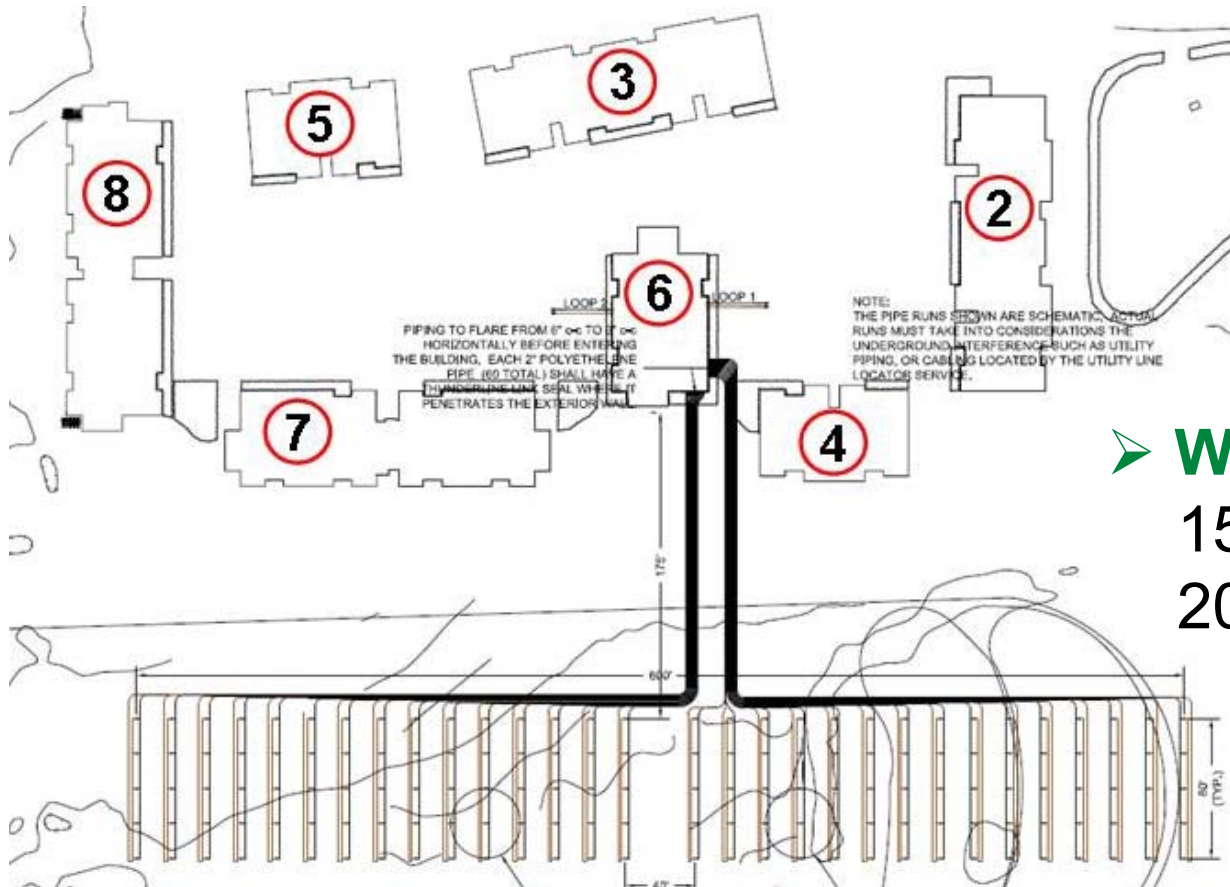 3
5
8
2
6
LOOP 2
LOOP 1
PIPING TO FLARE FROM 6" o-c TO
HORIZONTALLY BEFORE ENTERING
THE BUILDING, EACH 2" POLYETHELENE
PIPE (60 TOTAL) SHALL HAVE A
THUNDERLINE LINK SEAL WHERE IT
PENETRATES THE EXTERIOR WALL
NOTE:
THE PIPE RUNS SHOWN ARE SCHEMATIC, ACTUAL
RUNS MUST TAKE INTO CONSIDERATIONS THE
UNDERGROUND INTERFERENCE SUCH AS UTILITY
PIPING, OR CABLING LOCATED BY THE UTILITY LINE
LOCATOR SERVICE.
7
4
W
15
20
175'
600'
80'
(TYP.)